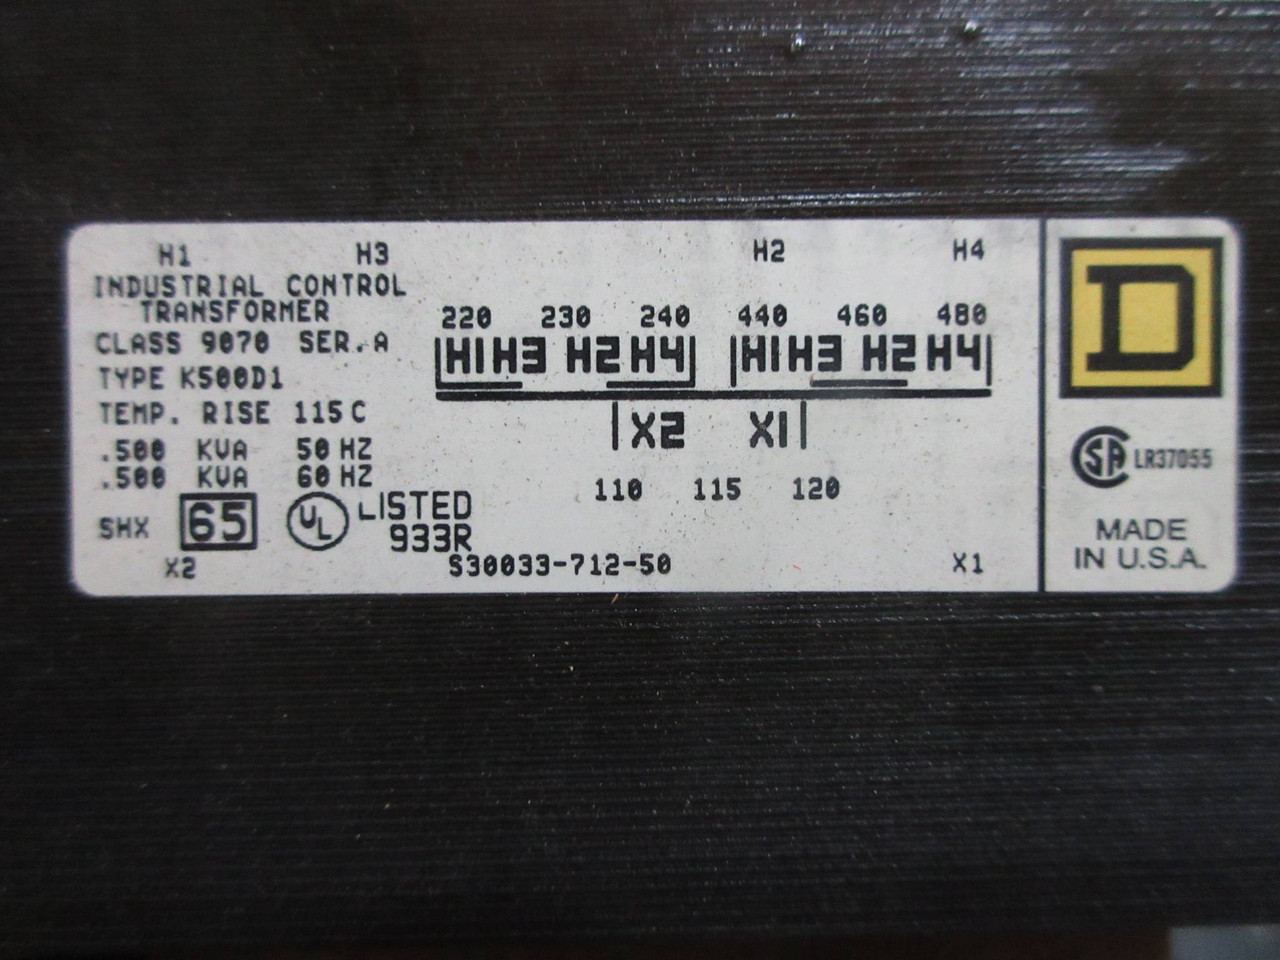 H1 H3 H2 H4
INDUSTRIAL CONTROL
TRANSFORMER
CLASS 9070 SER. A
TYPE K500D1
TEMP. RISE 115 C
.500 KVA 50 HZ
.500 KVA 60 HZ
SHX 65 UL LISTED
933R
220 230 240 440 460 480
H1 H3 H2 H4 H1 H3 H2 H4
X2 X1
110 115 120
X2 S30033-712-50 X1
D
SA LR37055
MADE
IN U.S.A.